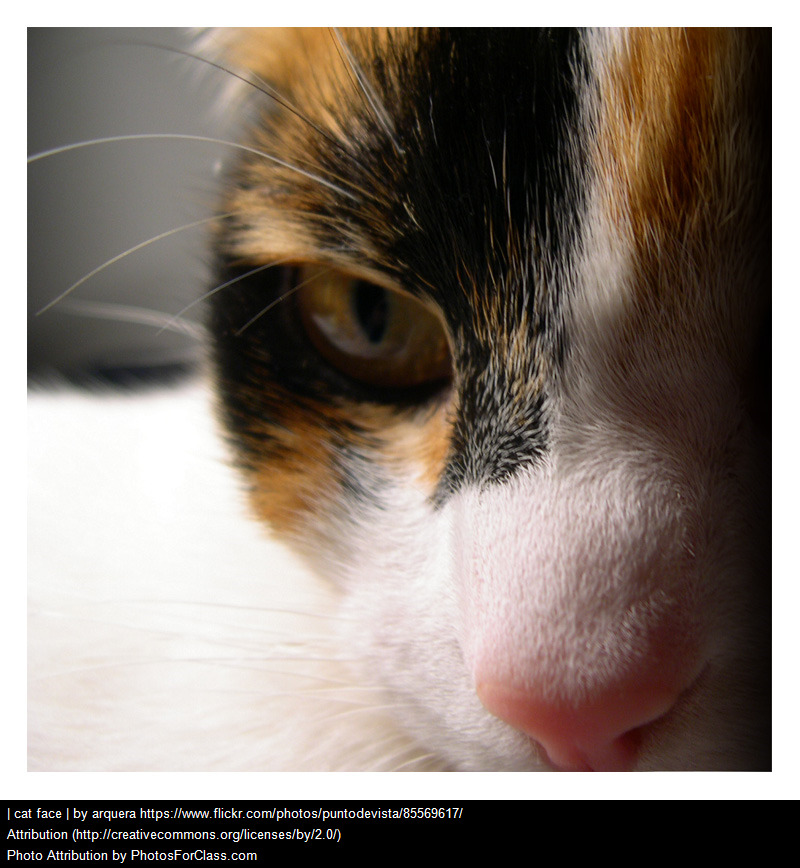 | cat face | by arquera https://www.flickr.com/photos/puntodevista/85569617/
Attribution (http://creativecommons.org/licenses/by/2.0/)
Photo Attribution by PhotosForClass.com